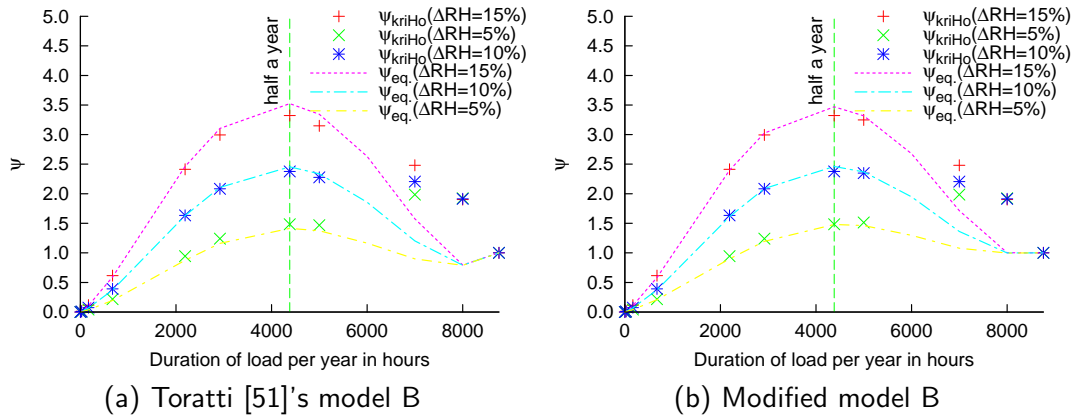 5.0
4.5
4.0
3.5
3.0
2.5
2.0
1.5
1.0
0.5
0.0
0
2000
4000
6000
8000
ψ
Duration of load per year in hours
half a year
ψkriHo(ΔRH=15%)
ψkriHo(ΔRH=5%)
ψkriHo(ΔRH=10%)
ψeq.(ΔRH=15%)
ψeq.(ΔRH=10%)
ψeq.(ΔRH=5%)
(a) Toratti [51]'s model B
5.0
4.5
4.0
3.5
3.0
2.5
2.0
1.5
1.0
0.5
0.0
0
2000
4000
6000
8000
ψ
Duration of load per year in hours
half a year
ψkriHo(ΔRH=15%)
ψkriHo(ΔRH=5%)
ψkriHo(ΔRH=10%)
ψeq.(ΔRH=15%)
ψeq.(ΔRH=10%)
ψeq.(ΔRH=5%)
(b) Modified model B